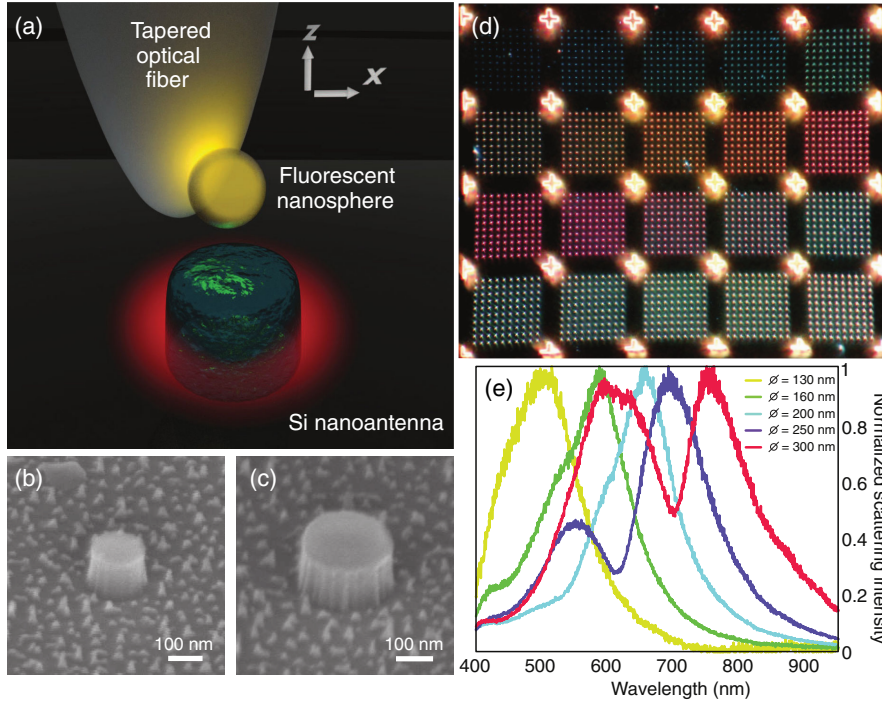 (a)
Tapered
optical
fiber
z
x
Fluorescent
nanosphere
Si nanoantenna
(b)
100 nm
(c)
100 nm
(d)
(e)
∅ = 130 nm
∅ = 160 nm
∅ = 200 nm
∅ = 250 nm
∅ = 300 nm
1
0.8
0.6
0.4
0.2
0
Normalized scattering intensity
400 500 600 700 800 900
Wavelength (nm)